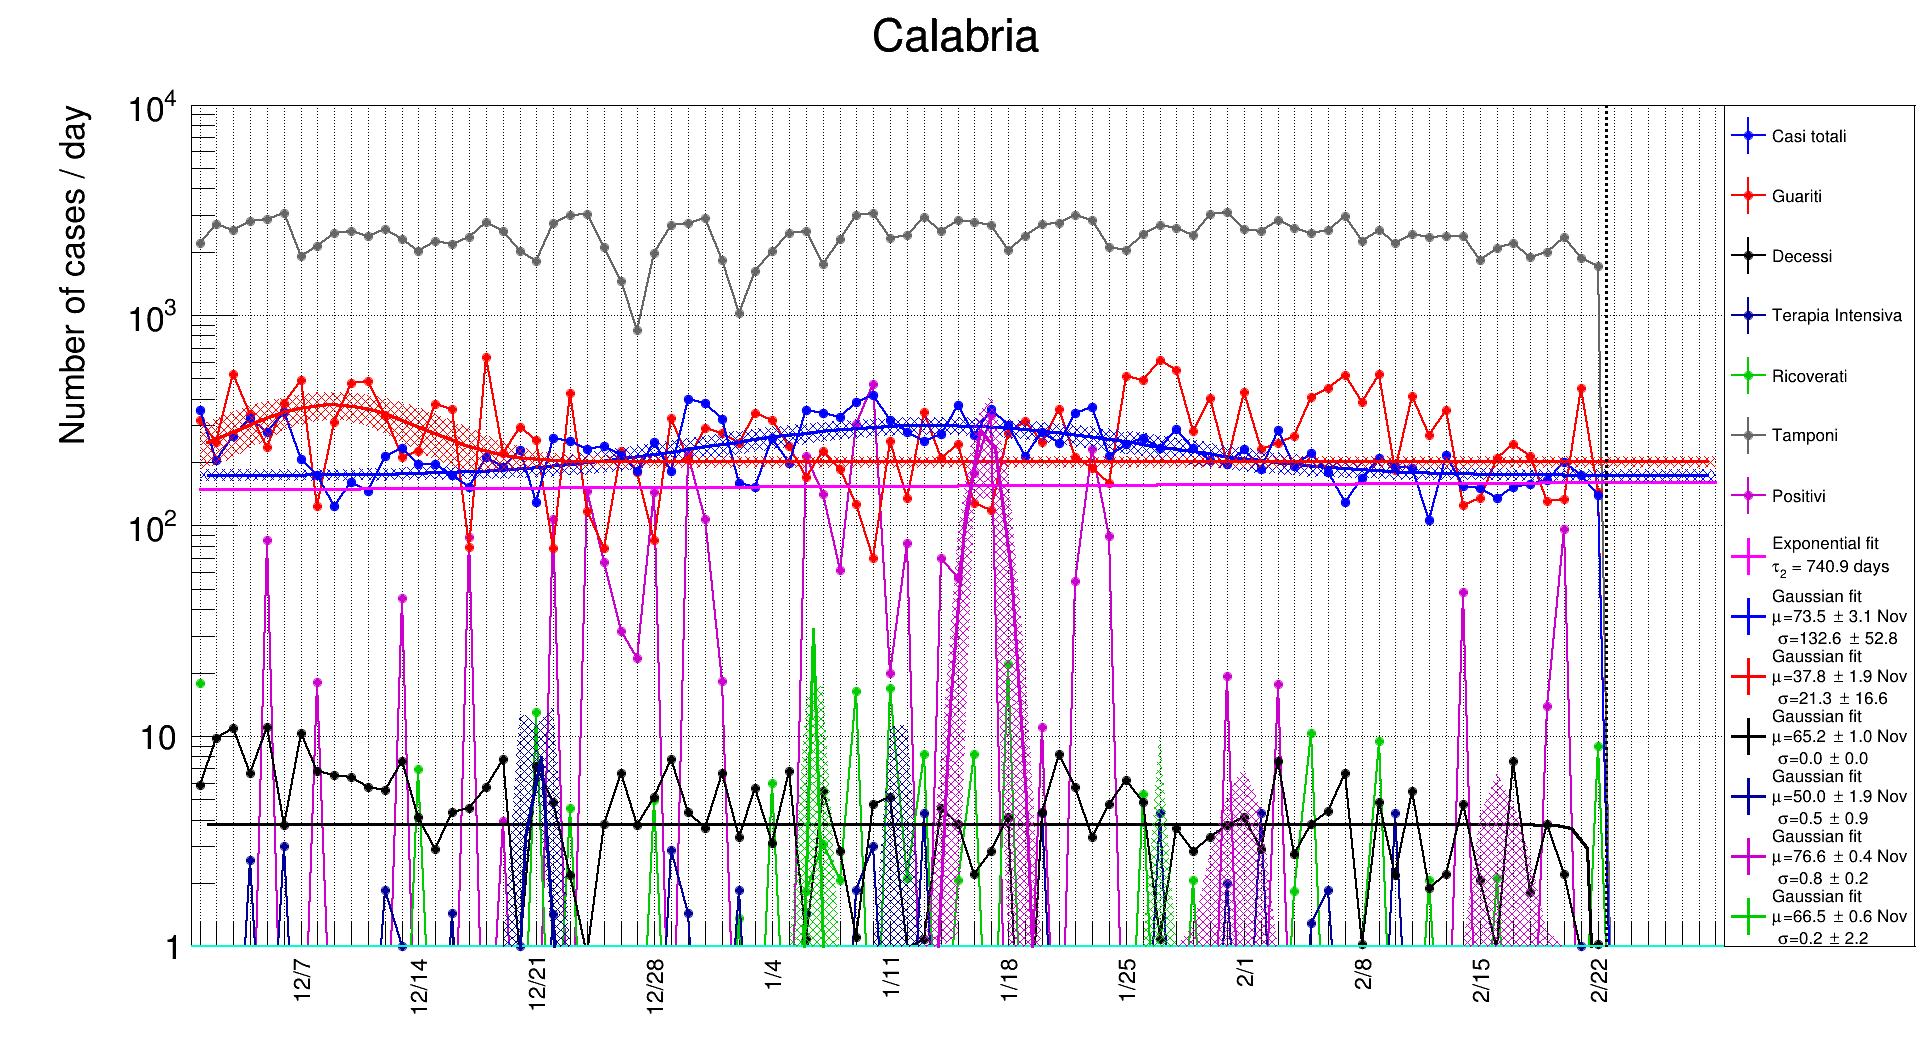 Calabria
Number of cases / day
10⁴
10³
10²
10
1
12/7
12/14
12/21
12/28
1/4
1/11
1/18
1/25
2/1
2/8
2/15
2/22
Casi totali
Guariti
Decessi
Terapia Intensiva
Ricoverati
Tamponi
Positivi
Exponential fit
τ₂ = 740.9 days
Gaussian fit
μ=73.5 ± 3.1 Nov
σ=132.6 ± 52.8
Gaussian fit
μ=37.8 ± 1.9 Nov
σ=21.3 ± 16.6
Gaussian fit
μ=65.2 ± 1.0 Nov
σ=0.0 ± 0.0
Gaussian fit
μ=50.0 ± 1.9 Nov
σ=0.5 ± 0.9
Gaussian fit
μ=76.6 ± 0.4 Nov
σ=0.8 ± 0.2
Gaussian fit
μ=66.5 ± 0.6 Nov
σ=0.2 ± 2.2